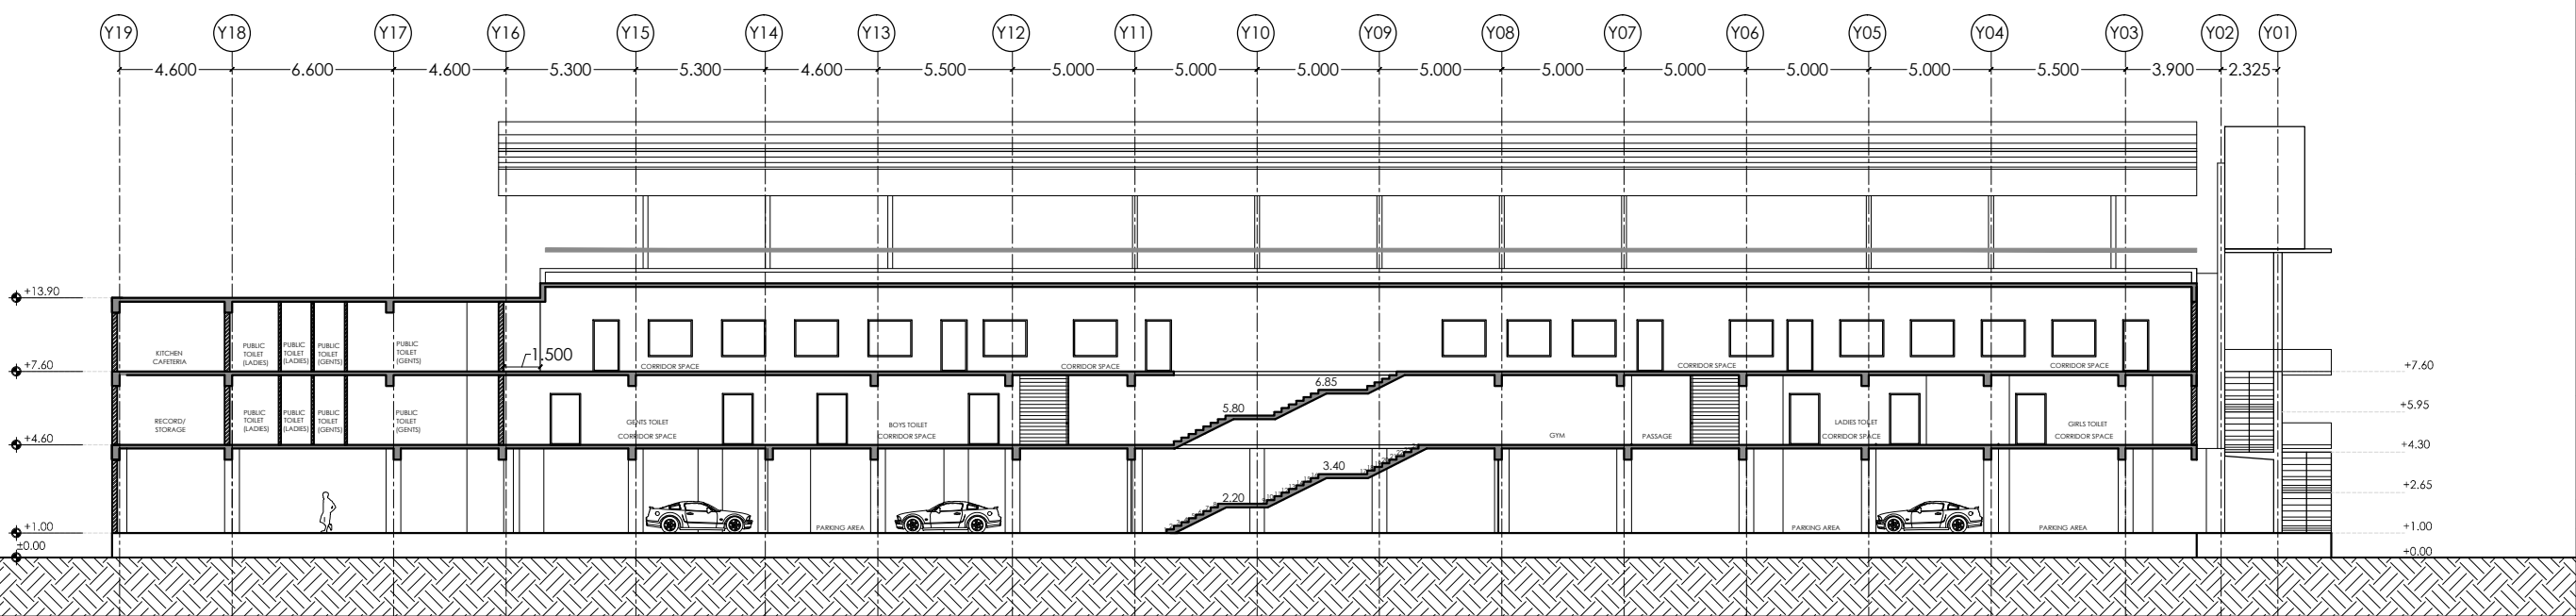 Y19 Y18 Y17 Y16 Y15 Y14 Y13 Y12 Y11 Y10 Y09 Y08 Y07 Y06 Y05 Y04 Y03 Y02 Y01
4.600 6.600 4.600 5.300 5.300 4.600 5.500 5.000 5.000 5.000 5.000 5.000 5.000 5.000 5.000 5.500 3.900 2.325
+13.90
KITCHEN
CAFETERIA
PUBLIC
TOILET
(LADIES)
PUBLIC
TOILET
(LADIES)
PUBLIC
TOILET
(GENTS)
PUBLIC
TOILET
(GENTS)
1.500
CORRIDOR SPACE
CORRIDOR SPACE
CORRIDOR SPACE
CORRIDOR SPACE
+7.60
+7.60
6.85
5.80
+5.95
RECORD/
STORAGE
PUBLIC
TOILET
(LADIES)
PUBLIC
TOILET
(LADIES)
PUBLIC
TOILET
(GENTS)
PUBLIC
TOILET
(GENTS)
GENTS TOILET
CORRIDOR SPACE
BOYS TOILET
CORRIDOR SPACE
GYM
PASSAGE
LADIES TOILET
CORRIDOR SPACE
GIRLS TOILET
CORRIDOR SPACE
+4.60
+4.30
3.40
2.20
+2.65
PARKING AREA
PARKING AREA
PARKING AREA
+1.00
+1.00
±0.00
+0.00